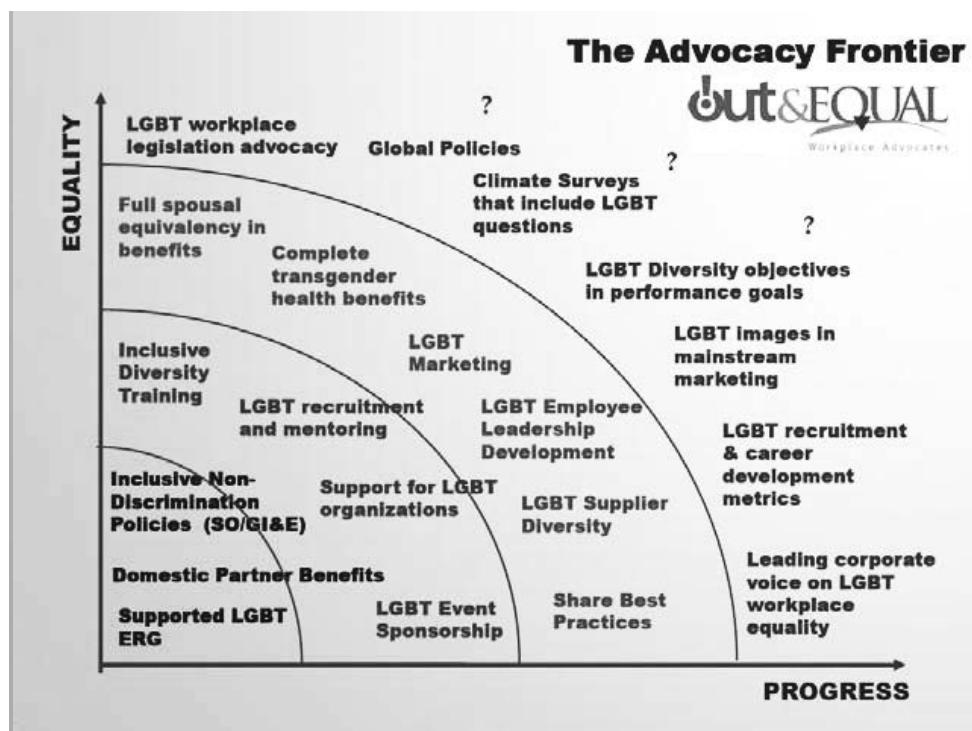 The Advocacy Frontier
Out&EQUAL
Workplace Advocates
EQUALITY
?
LGBT workplace
legislation advocacy
Global Policies
?
Climate Surveys
that include LGBT
questions
?
Full spousal
equivalency in
benefits
Complete
transgender
health benefits
LGBT Diversity objectives
in performance goals
LGBT images in
mainstream
marketing
LGBT
Marketing
Inclusive
Diversity
Training
LGBT recruitment
and mentoring
LGBT Employee
Leadership
Development
LGBT recruitment
& career
development
metrics
Inclusive Non-
Discrimination
Policies (SO/GI&E)
Support for LGBT
organizations
LGBT Supplier
Diversity
Domestic Partner Benefits
Supported LGBT
ERG
LGBT Event
Sponsorship
Share Best
Practices
Leading corporate
voice on LGBT
workplace
equality
PROGRESS